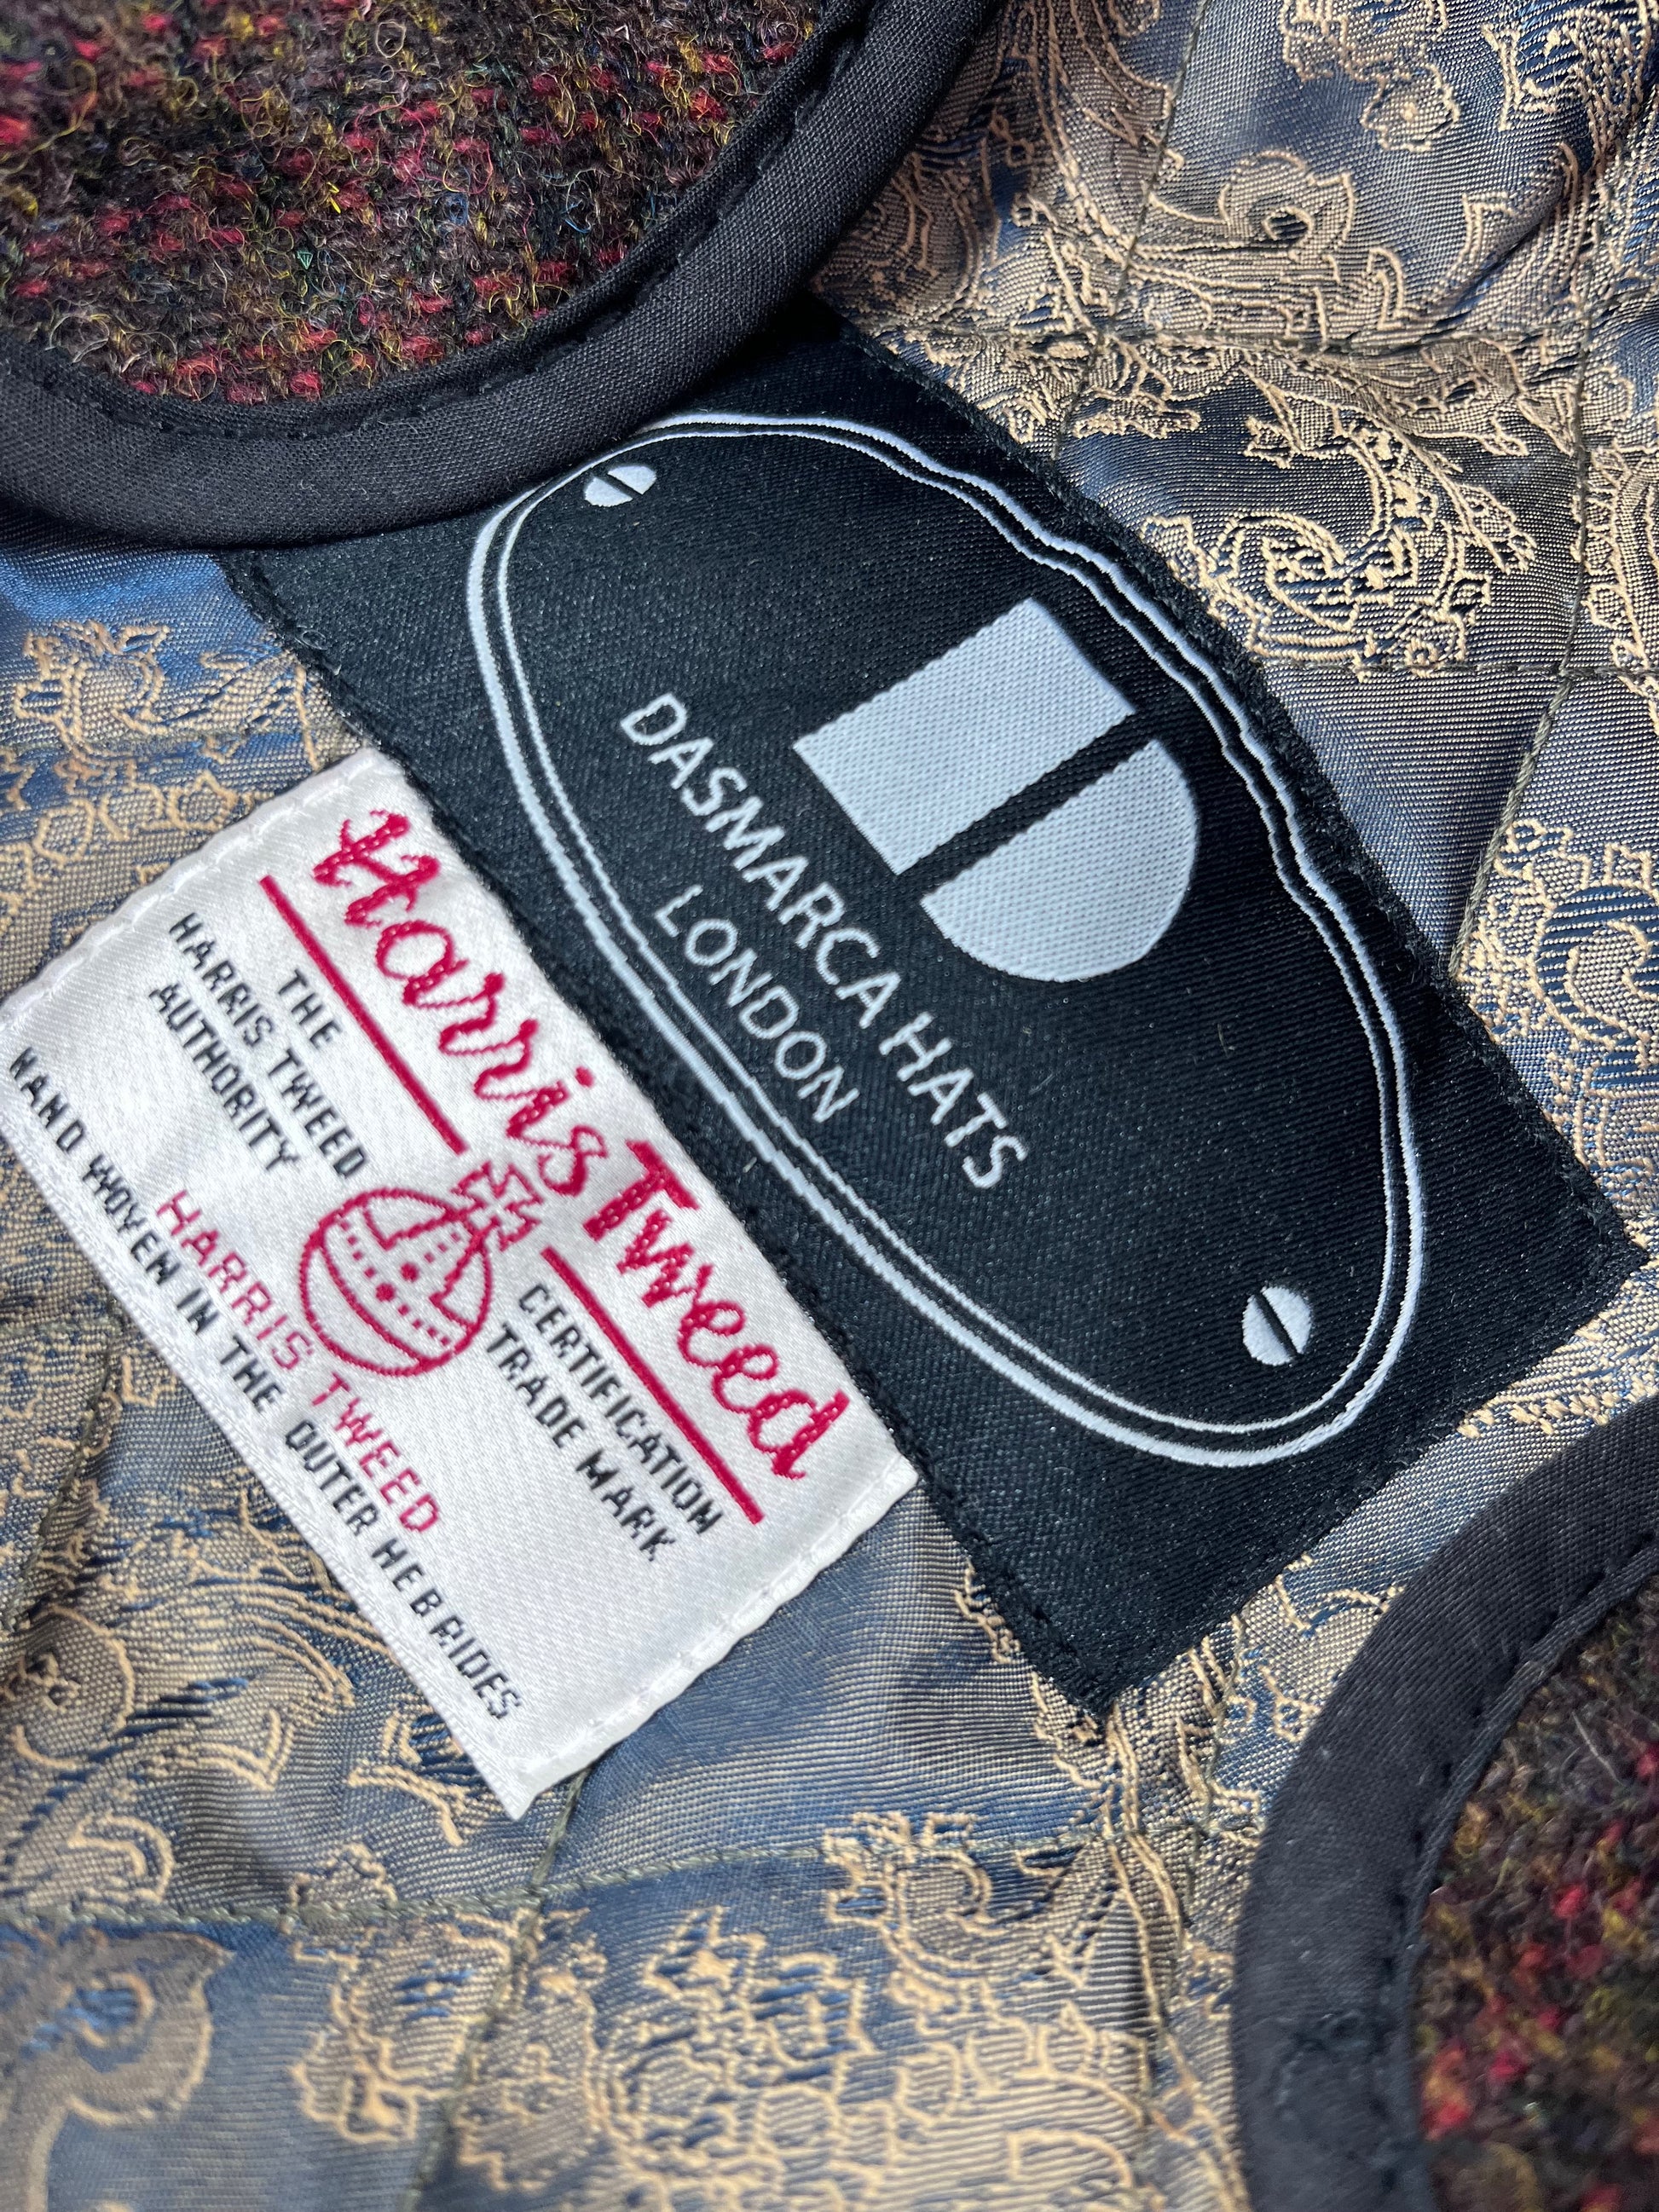 DASMARCA HATS
LONDON
Harris Tweed
THE
HARRIS TWEED
AUTHORITY
CERTIFICATION
TRADE MARK
HARRIS TWEED
HAND WOVEN IN THE OUTER HEBRIDES